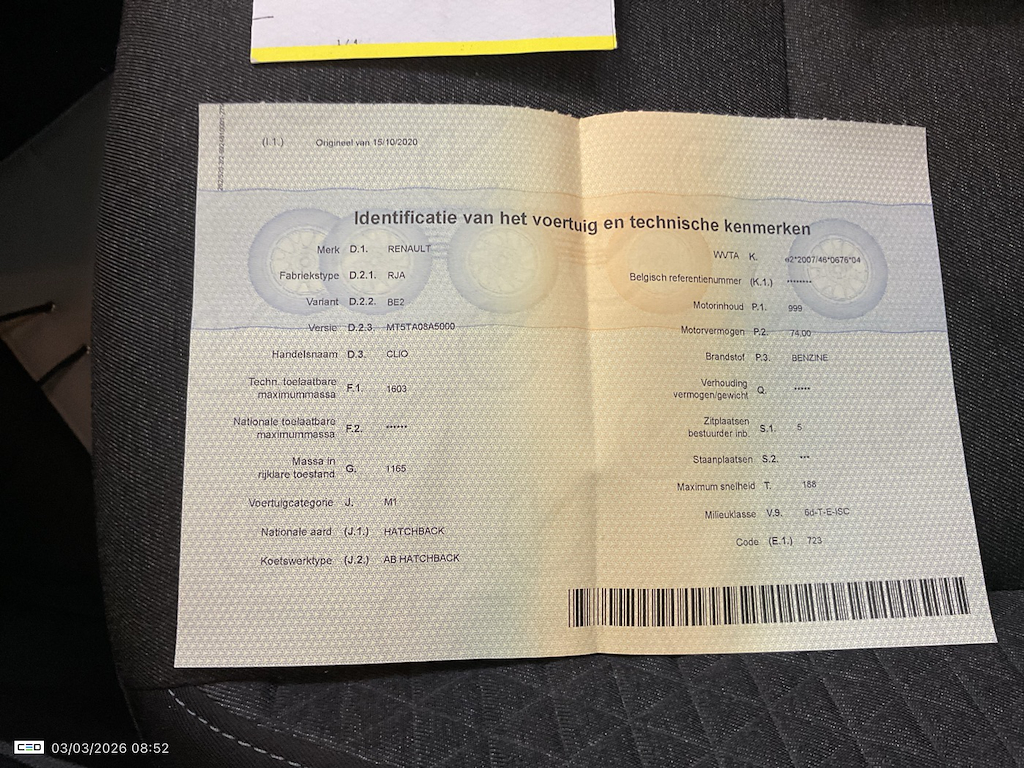 (I.1.) Origineel van 15/10/2020
Identificatie van het voertuig en technische kenmerken
Merk D.1. RENAULT
Fabriekstype D.2.1. RJA
Variant D.2.2. BE2
Versie D.2.3. MT5TA08A5000
Handelsnaam D.3. CLIO
Techn. toelaatbare
maximummassa F.1. 1603
Nationale toelaatbare
maximummassa F.2. ******
Massa in
rijklare toestand G. 1165
Voertuigcategorie J. M1
Nationale aard (J.1.) HATCHBACK
Koetswerktype (J.2.) AB HATCHBACK
WVTA K. e2*2007/46*0676*04
Belgisch referentienummer (K.1.) ********
Motorinhoud P.1. 999
Motorvermogen P.2. 74,00
Brandstof P.3. BENZINE
Verhouding
vermogen/gewicht Q. *****
Zitplaatsen
bestuurder inb. S.1. 5
Staanplaatsen S.2. ***
Maximum snelheid T. 188
Milieuklasse V.9. 6d-T-E-ISC
Code (E.1.) 723
CEO 03/03/2026 08:52